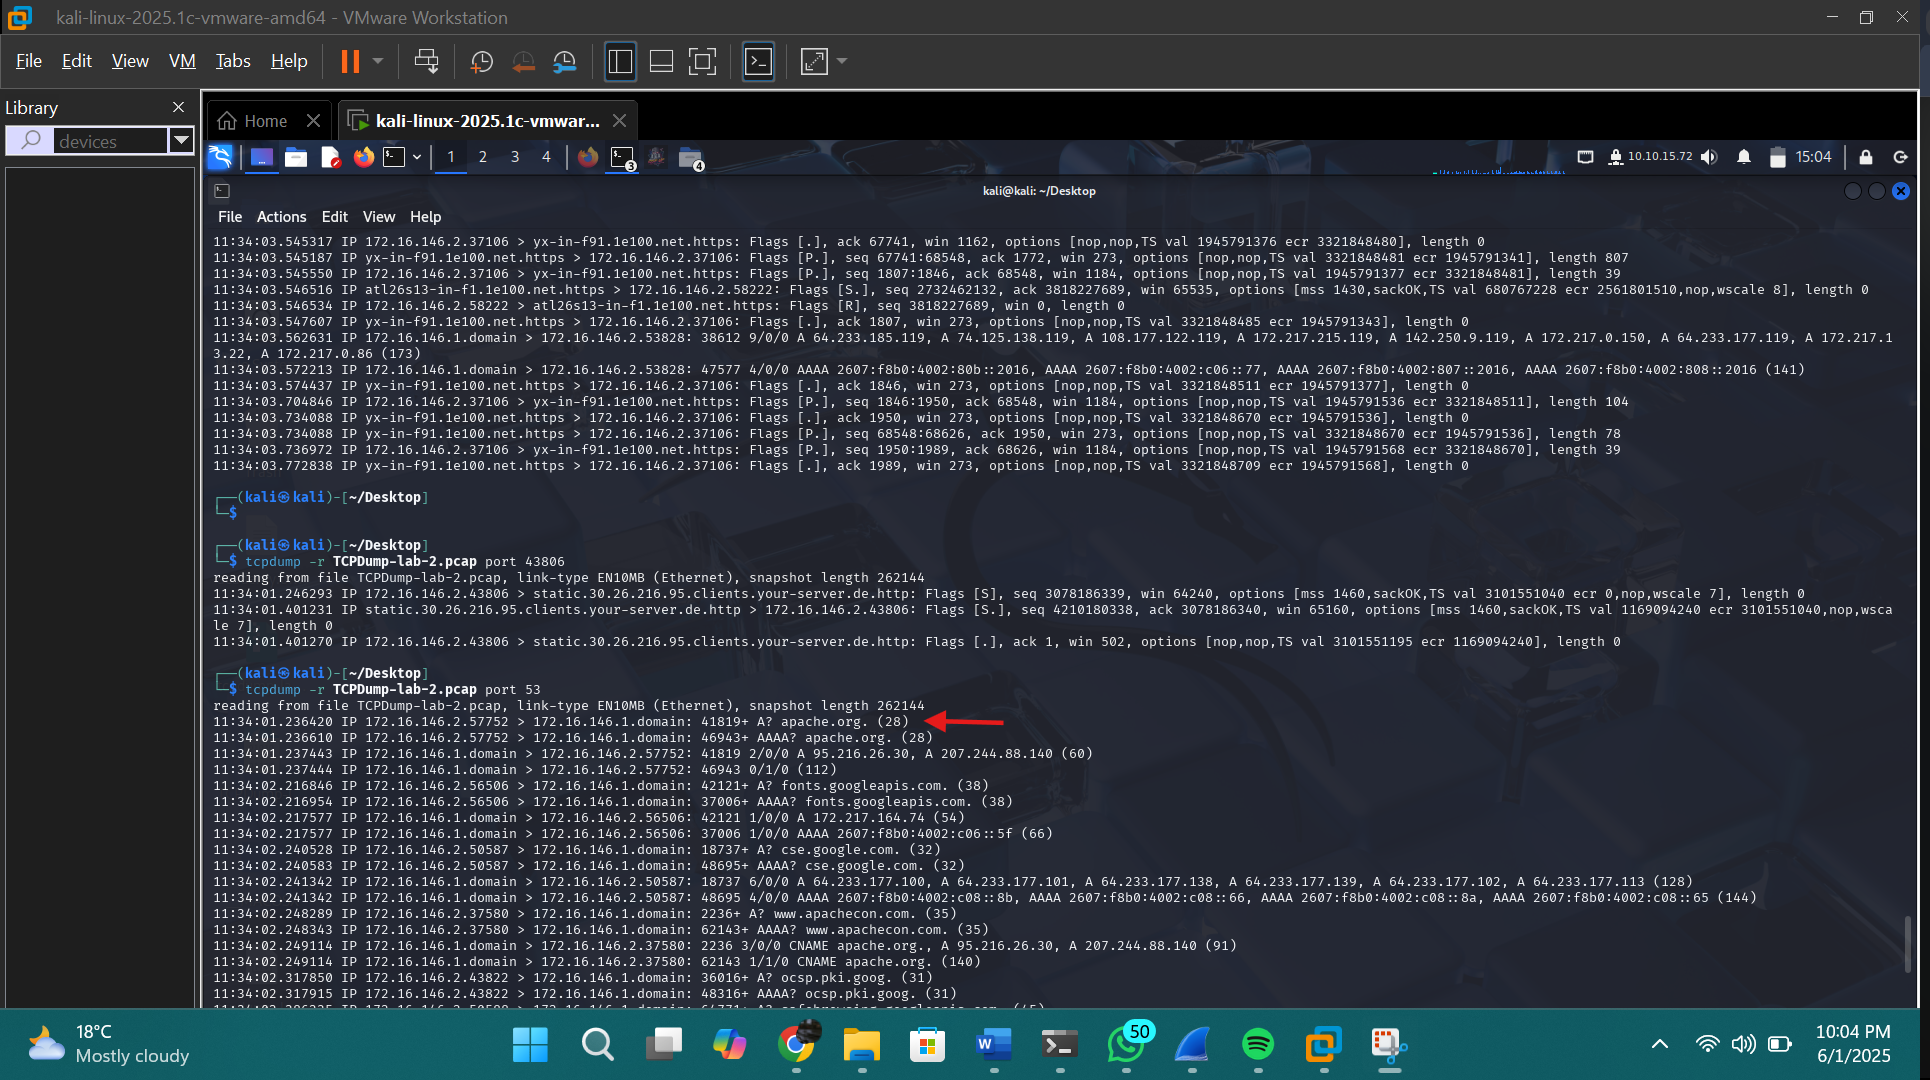 kali-linux-2025.1c-vmware-amd64 - VMware Workstation
File Edit View VM Tabs Help
Library
devices
Home
kali-linux-2025.1c-vmwar...
1 2 3 4
3
4
10.10.15.72
15:04
kali@kali: ~/Desktop
File Actions Edit View Help
11:34:03.545317 IP 172.16.146.2.37106 > yx-in-f91.1e100.net.https: Flags [.], ack 67741, win 1162, options [nop,nop,TS val 1945791376 ecr 3321848480], length 0
11:34:03.545187 IP yx-in-f91.1e100.net.https > 172.16.146.2.37106: Flags [P.], seq 67741:68548, ack 1772, win 273, options [nop,nop,TS val 3321848481 ecr 1945791341], length 807
11:34:03.545550 IP 172.16.146.2.37106 > yx-in-f91.1e100.net.https: Flags [P.], seq 1807:1846, ack 68548, win 1184, options [nop,nop,TS val 1945791377 ecr 3321848481], length 39
11:34:03.546516 IP atl26s13-in-f1.1e100.net.https > 172.16.146.2.58222: Flags [S.], seq 2732462132, ack 3818227689, win 65535, options [mss 1430,sackOK,TS val 680767228 ecr 2561801510,nop,wscale 8], length 0
11:34:03.546534 IP 172.16.146.2.58222 > atl26s13-in-f1.1e100.net.https: Flags [R], seq 3818227689, win 0, length 0
11:34:03.547607 IP yx-in-f91.1e100.net.https > 172.16.146.2.37106: Flags [.], ack 1807, win 273, options [nop,nop,TS val 3321848485 ecr 1945791343], length 0
11:34:03.562631 IP 172.16.146.1.domain > 172.16.146.2.53828: 38612 9/0/0 A 64.233.185.119, A 74.125.138.119, A 108.177.122.119, A 172.217.215.119, A 142.250.9.119, A 172.217.0.150, A 64.233.177.119, A 172.217.1
3.22, A 172.217.0.86 (173)
11:34:03.572213 IP 172.16.146.1.domain > 172.16.146.2.53828: 47577 4/0/0 AAAA 2607:f8b0:4002:80b::2016, AAAA 2607:f8b0:4002:c06::77, AAAA 2607:f8b0:4002:807::2016, AAAA 2607:f8b0:4002:808::2016 (141)
11:34:03.574437 IP yx-in-f91.1e100.net.https > 172.16.146.2.37106: Flags [.], ack 1846, win 273, options [nop,nop,TS val 3321848511 ecr 1945791377], length 0
11:34:03.704846 IP 172.16.146.2.37106 > yx-in-f91.1e100.net.https: Flags [P.], seq 1846:1950, ack 68548, win 1184, options [nop,nop,TS val 1945791536 ecr 3321848511], length 104
11:34:03.734088 IP yx-in-f91.1e100.net.https > 172.16.146.2.37106: Flags [.], ack 1950, win 273, options [nop,nop,TS val 3321848670 ecr 1945791536], length 0
11:34:03.734088 IP yx-in-f91.1e100.net.https > 172.16.146.2.37106: Flags [P.], seq 68548:68626, ack 1950, win 273, options [nop,nop,TS val 3321848670 ecr 1945791536], length 78
11:34:03.736972 IP 172.16.146.2.37106 > yx-in-f91.1e100.net.https: Flags [P.], seq 1950:1989, ack 68626, win 1184, options [nop,nop,TS val 1945791568 ecr 3321848670], length 39
11:34:03.772838 IP yx-in-f91.1e100.net.https > 172.16.146.2.37106: Flags [.], ack 1989, win 273, options [nop,nop,TS val 3321848709 ecr 1945791568], length 0
┌──(kali㉿kali)-[~/Desktop]
└─$
┌──(kali㉿kali)-[~/Desktop]
└─$ tcpdump -r TCPDump-lab-2.pcap port 43806
reading from file TCPDump-lab-2.pcap, link-type EN10MB (Ethernet), snapshot length 262144
11:34:01.246293 IP 172.16.146.2.43806 > static.30.26.216.95.clients.your-server.de.http: Flags [S], seq 3078186339, win 64240, options [mss 1460,sackOK,TS val 3101551040 ecr 0,nop,wscale 7], length 0
11:34:01.401231 IP static.30.26.216.95.clients.your-server.de.http > 172.16.146.2.43806: Flags [S.], seq 4210180338, ack 3078186340, win 65160, options [mss 1460,sackOK,TS val 1169094240 ecr 3101551040,nop,wsca
le 7], length 0
11:34:01.401270 IP 172.16.146.2.43806 > static.30.26.216.95.clients.your-server.de.http: Flags [.], ack 1, win 502, options [nop,nop,TS val 3101551195 ecr 1169094240], length 0
┌──(kali㉿kali)-[~/Desktop]
└─$ tcpdump -r TCPDump-lab-2.pcap port 53
reading from file TCPDump-lab-2.pcap, link-type EN10MB (Ethernet), snapshot length 262144
11:34:01.236420 IP 172.16.146.2.57752 > 172.16.146.1.domain: 41819+ A? apache.org. (28)
11:34:01.236610 IP 172.16.146.2.57752 > 172.16.146.1.domain: 46943+ AAAA? apache.org. (28)
11:34:01.237443 IP 172.16.146.1.domain > 172.16.146.2.57752: 41819 2/0/0 A 95.216.26.30, A 207.244.88.140 (60)
11:34:01.237444 IP 172.16.146.1.domain > 172.16.146.2.57752: 46943 0/1/0 (112)
11:34:02.216846 IP 172.16.146.2.56506 > 172.16.146.1.domain: 42121+ A? fonts.googleapis.com. (38)
11:34:02.216954 IP 172.16.146.2.56506 > 172.16.146.1.domain: 37006+ AAAA? fonts.googleapis.com. (38)
11:34:02.217577 IP 172.16.146.1.domain > 172.16.146.2.56506: 42121 1/0/0 A 172.217.164.74 (54)
11:34:02.217577 IP 172.16.146.1.domain > 172.16.146.2.56506: 37006 1/0/0 AAAA 2607:f8b0:4002:c06::5f (66)
11:34:02.240528 IP 172.16.146.2.50587 > 172.16.146.1.domain: 18737+ A? cse.google.com. (32)
11:34:02.240583 IP 172.16.146.2.50587 > 172.16.146.1.domain: 48695+ AAAA? cse.google.com. (32)
11:34:02.241342 IP 172.16.146.1.domain > 172.16.146.2.50587: 18737 6/0/0 A 64.233.177.100, A 64.233.177.101, A 64.233.177.138, A 64.233.177.139, A 64.233.177.102, A 64.233.177.113 (128)
11:34:02.241342 IP 172.16.146.1.domain > 172.16.146.2.50587: 48695 4/0/0 AAAA 2607:f8b0:4002:c08::8b, AAAA 2607:f8b0:4002:c08::66, AAAA 2607:f8b0:4002:c08::8a, AAAA 2607:f8b0:4002:c08::65 (144)
11:34:02.248289 IP 172.16.146.2.37580 > 172.16.146.1.domain: 2236+ A? www.apachecon.com. (35)
11:34:02.248343 IP 172.16.146.2.37580 > 172.16.146.1.domain: 62143+ AAAA? www.apachecon.com. (35)
11:34:02.249114 IP 172.16.146.1.domain > 172.16.146.2.37580: 2236 3/0/0 CNAME apache.org., A 95.216.26.30, A 207.244.88.140 (91)
11:34:02.249114 IP 172.16.146.1.domain > 172.16.146.2.37580: 62143 1/1/0 CNAME apache.org. (140)
11:34:02.317850 IP 172.16.146.2.43822 > 172.16.146.1.domain: 36016+ A? ocsp.pki.goog. (31)
11:34:02.317915 IP 172.16.146.2.43822 > 172.16.146.1.domain: 48316+ AAAA? ocsp.pki.goog. (31)
18°C
Mostly cloudy
50
10:04 PM
6/1/2025